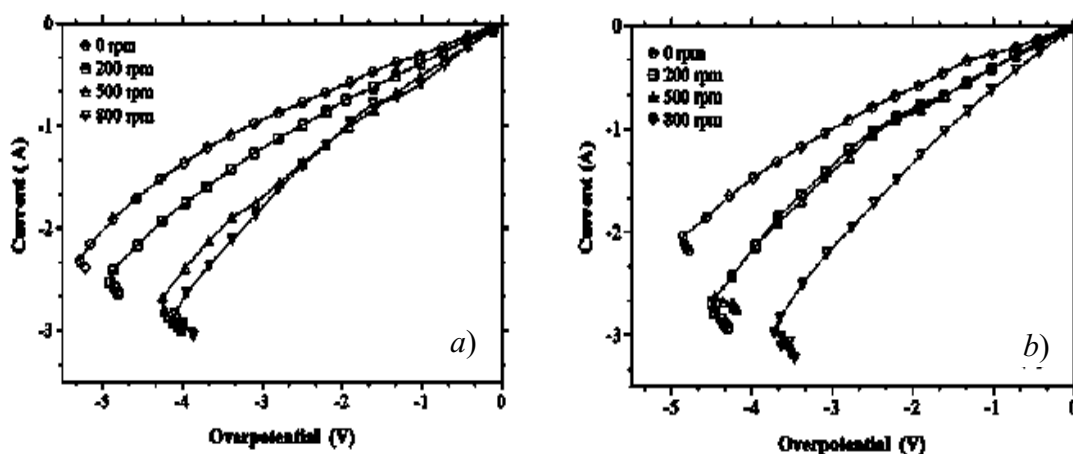 0
0 rpm
200 rpm
500 rpm
800 rpm
-1
-2
-3
Current (A)
a)
-5 -4 -3 -2 -1 0
Overpotential (V)
0
0 rpm
200 rpm
500 rpm
800 rpm
-1
-2
-3
Current (A)
b)
-5 -4 -3 -2 -1 0
Overpotential (V)